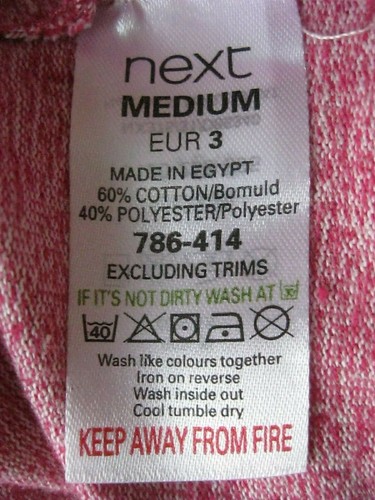 next
MEDIUM
EUR 3
MADE IN EGYPT
60% COTTON/Bomuld
40% POLYESTER/Polyester
786-414
EXCLUDING TRIMS
IF IT'S NOT DIRTY WASH AT
40
Wash like colours together
Iron on reverse
Wash inside out
Cool tumble dry
KEEP AWAY FROM FIRE